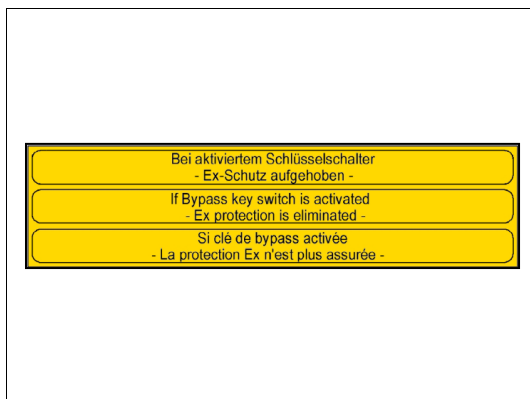 Bei aktiviertem Schlüsselschalter
- Ex-Schutz aufgehoben -
If Bypass key switch is activated
- Ex protection is eliminated -
Si clé de bypass activée
- La protection Ex n'est plus assurée -